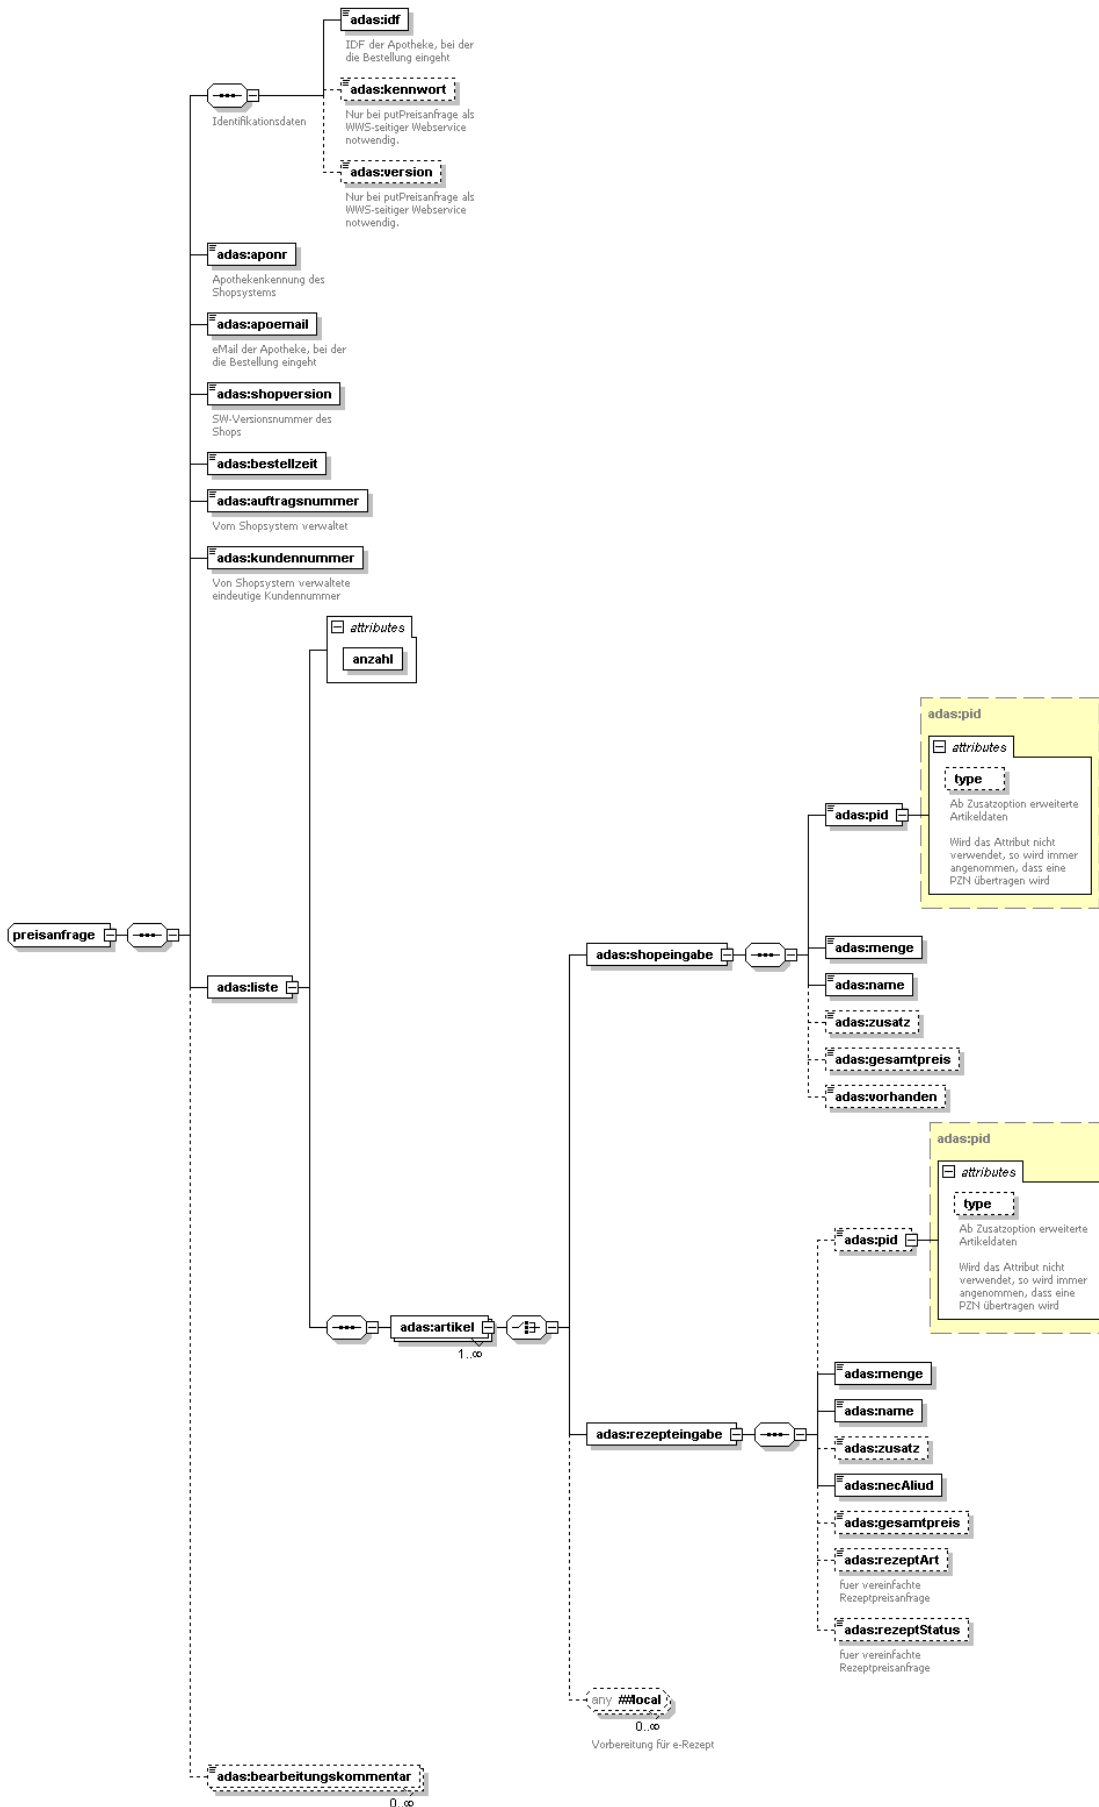 adas:idf
IDF der Apotheke, bei der
die Bestellung eingeht
adas:kennwort
Nur bei putPreisanfrage als
WWS-seitiger Webservice
notwendig.
adas:version
Nur bei putPreisanfrage als
WWS-seitiger Webservice
notwendig.
Identifikationsdaten
adas:aponr
Apothekenkennung des
Shopsystems
adas:apoemail
eMail der Apotheke, bei der
die Bestellung eingeht
adas:shopversion
SW-Versionsnummer des
Shops
adas:bestellzeit
adas:auftragsnummer
Vom Shopsystem verwaltet
adas:kundennummer
Von Shopsystem verwaltete
eindeutige Kundennummer
attributes
anzahl
adas:pid
attributes
type
Ab Zusatzoption erweiterte
Artikeldaten
Wird das Attribut nicht
verwendet, so wird immer
angenommen, dass eine
PZN übertragen wird
adas:pid
preisanfrage
adas:liste
adas:shopeingabe
adas:menge
adas:name
adas:zusatz
adas:gesamtpreis
adas:vorhanden
adas:pid
attributes
type
Ab Zusatzoption erweiterte
Artikeldaten
Wird das Attribut nicht
verwendet, so wird immer
angenommen, dass eine
PZN übertragen wird
adas:pid
adas:artikel
1..∞
adas:rezepteingabe
adas:menge
adas:name
adas:zusatz
adas:necAliud
adas:gesamtpreis
adas:rezeptArt
fuer vereinfachte
Rezeptpreisanfrage
adas:rezeptStatus
fuer vereinfachte
Rezeptpreisanfrage
any ##local
0..∞
Vorbereitung für e-Rezept
adas:bearbeitungskommentar
0..∞